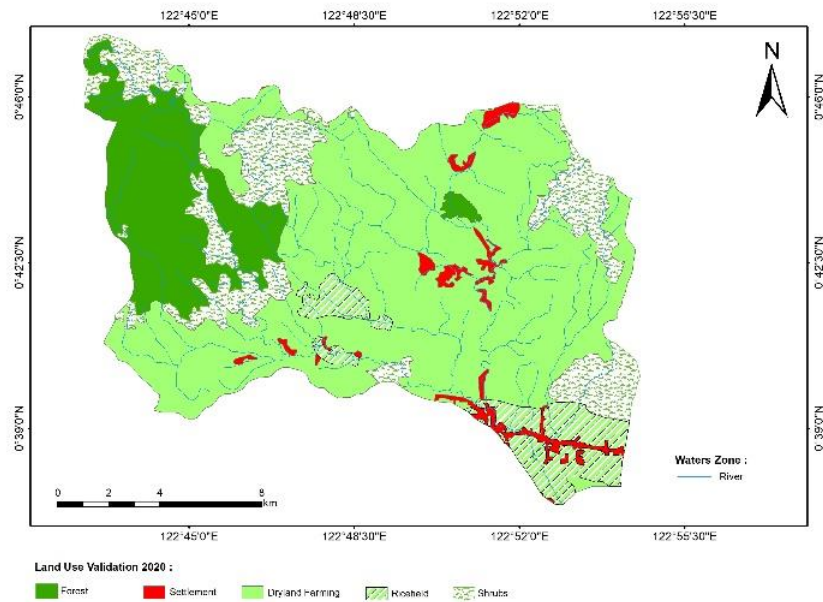 122°45'0"E 122°48'30"E 122°52'0"E 122°55'30"E
N
0°46'0"N 0°46'0"N
0°42'30"N 0°42'30"N
0°39'0"N 0°39'0"N
Waters Zone :
River
0 2 4 8
km
122°45'0"E 122°48'30"E 122°52'0"E 122°55'30"E
Land Use Validation 2020 :
Forest Settlement Dryland Farming Ricefield Shrubs